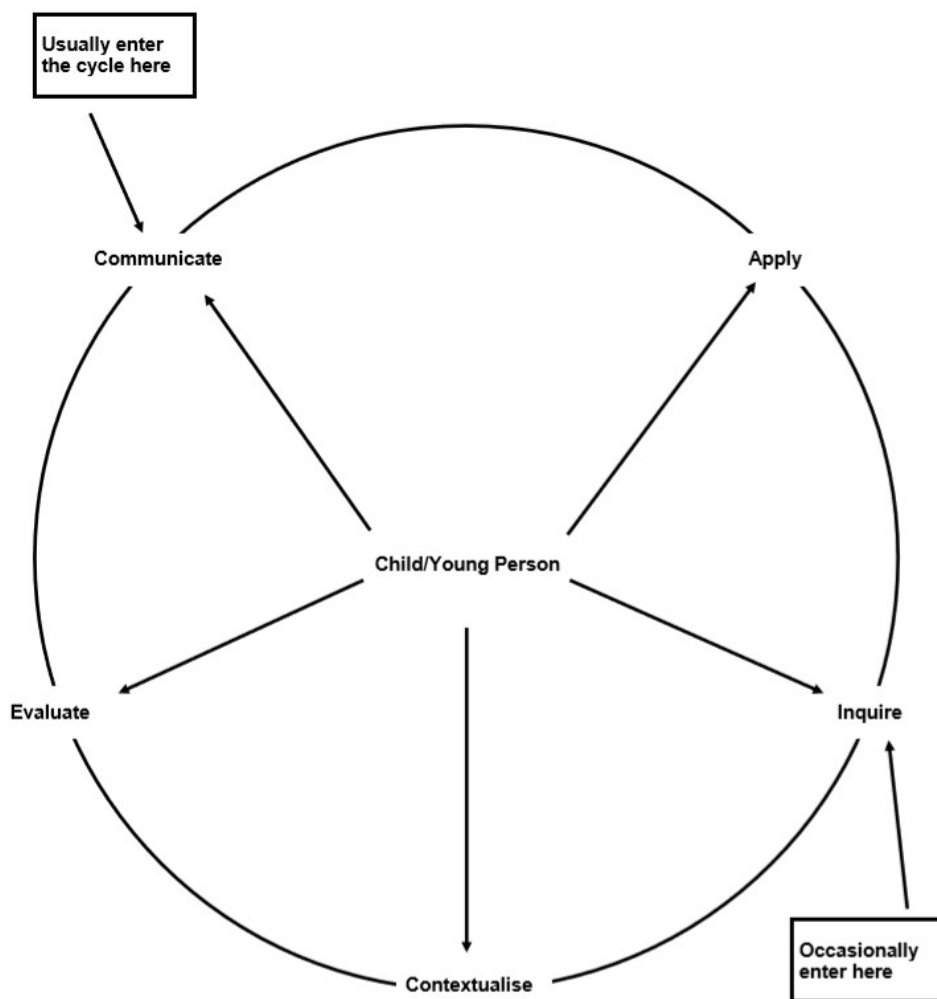 Usually enter
the cycle here
Communicate
Apply
Child/Young Person
Evaluate
Inquire
Occasionally
enter here
Contextualise